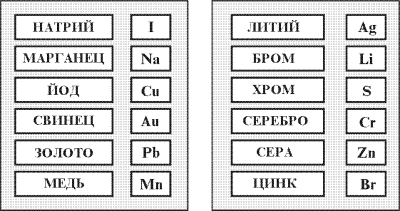 НАТРИЙ I
МАРГАНЕЦ Na
ЙОД Cu
СВИНЕЦ Au
ЗОЛОТО Pb
МЕДЬ Mn
ЛИТИЙ Ag
БРОМ Li
ХРОМ S
СЕРЕБРО Cr
СЕРА Zn
ЦИНК Br